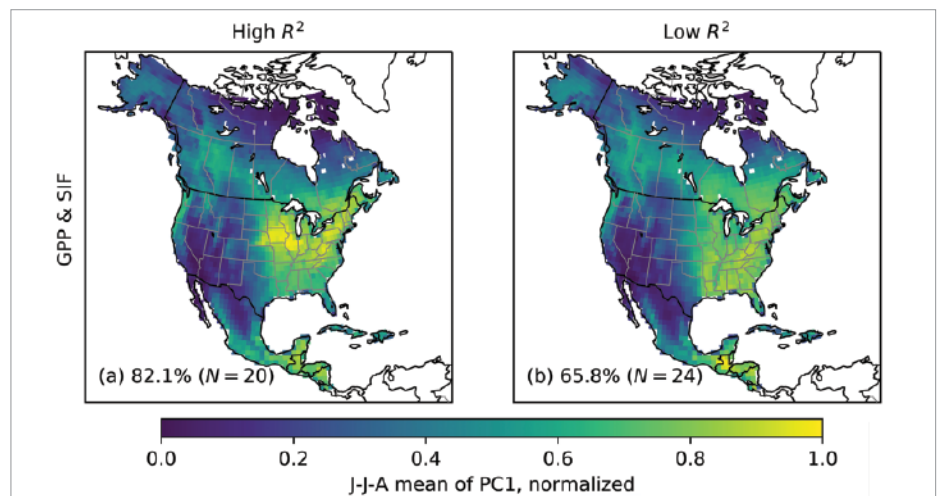 High R²
Low R²
GPP & SIF
(a) 82.1% (N = 20)
(b) 65.8% (N = 24)
0.0
0.2
0.4
0.6
0.8
1.0
J-J-A mean of PC1, normalized